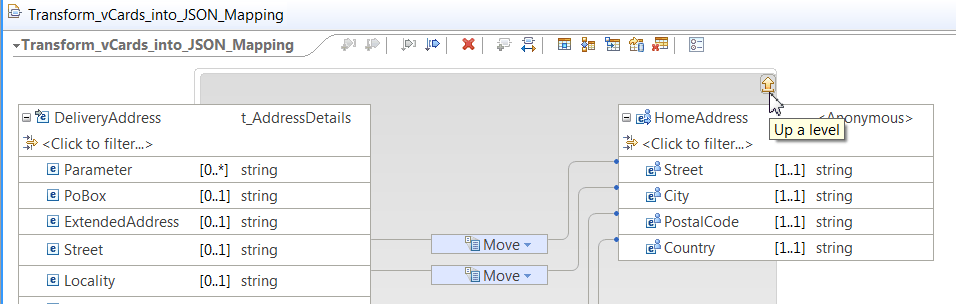 Transform_vCards_into_JSON_Mapping
Transform_vCards_into_JSON_Mapping
DeliveryAddress t_AddressDetails
<Click to filter...>
Parameter [0..*] string
PoBox [0..1] string
ExtendedAddress [0..1] string
Street [0..1] string
Locality [0..1] string
Move
Move
HomeAddress <Anonymous>
Up a level
<Click to filter...>
Street [1..1] string
City [1..1] string
PostalCode [1..1] string
Country [1..1] string